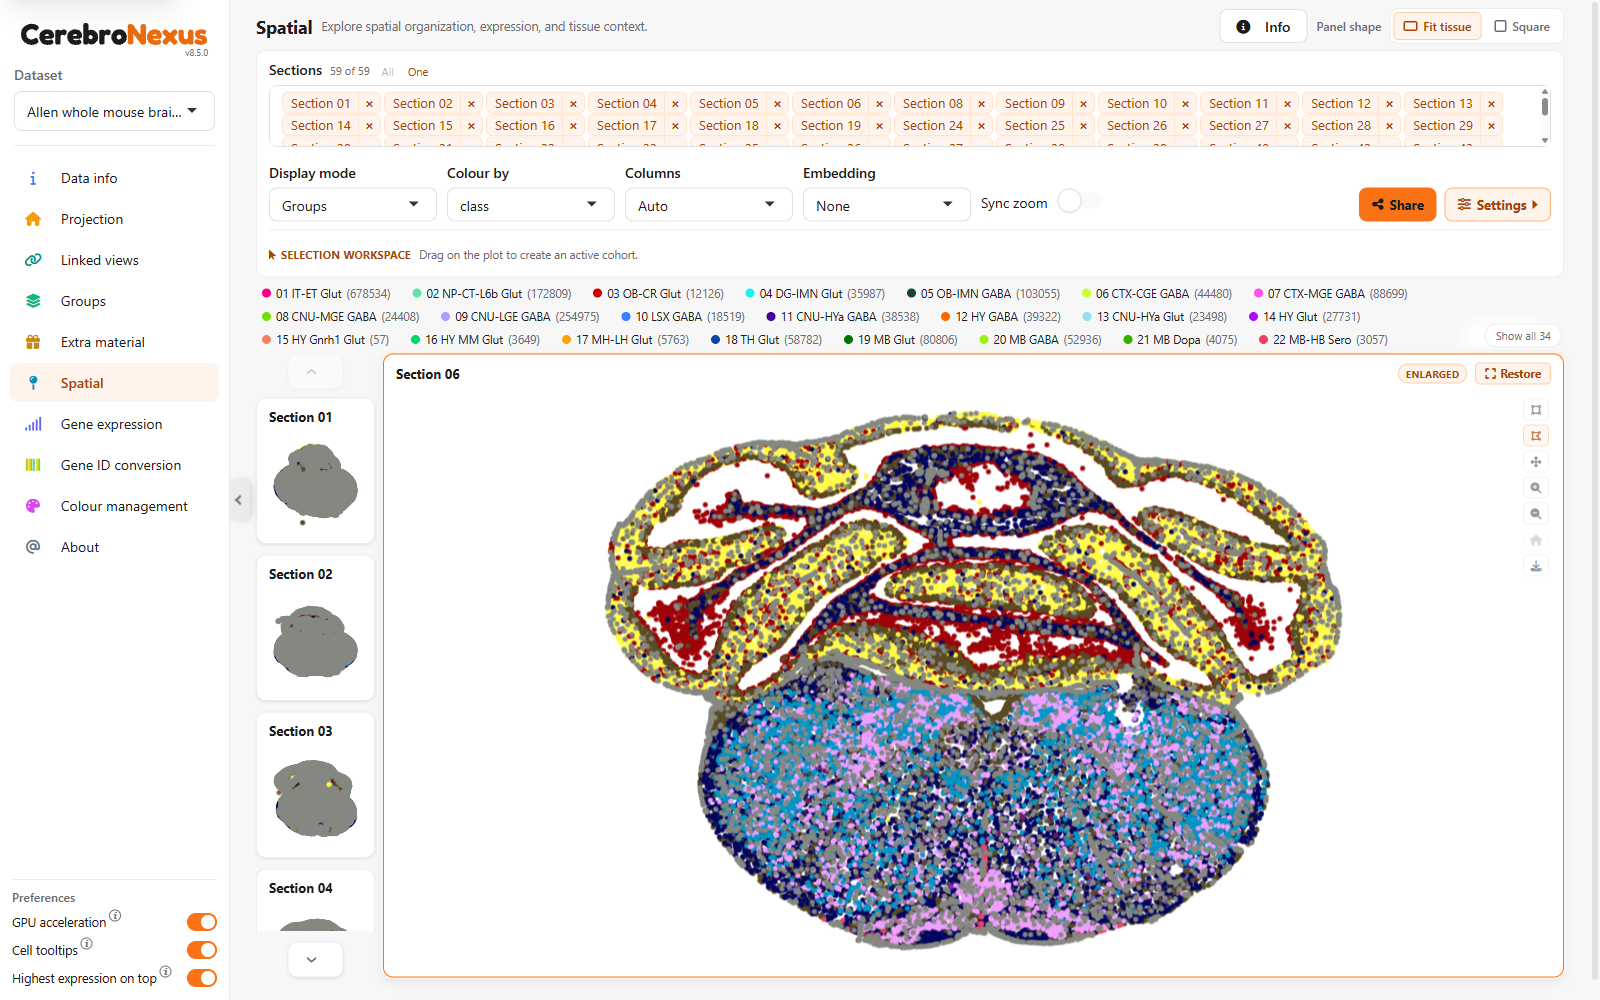 CerebroNexus
v8.5.0
Dataset
Allen whole mouse brai...
Data info
Projection
Linked views
Groups
Extra material
Spatial
Gene expression
Gene ID conversion
Colour management
About
Preferences
GPU acceleration
Cell tooltips
Highest expression on top
Spatial Explore spatial organization, expression, and tissue context.
Info Panel shape Fit tissue Square
Sections 59 of 59 All One
Section 01 × Section 02 × Section 03 × Section 04 × Section 05 × Section 06 × Section 08 × Section 09 × Section 10 × Section 11 × Section 12 × Section 13 ×
Section 14 × Section 15 × Section 16 × Section 17 × Section 18 × Section 19 × Section 24 × Section 25 × Section 26 × Section 27 × Section 28 × Section 29 ×
Display mode Colour by Columns Embedding
Groups class Auto None Sync zoom Share Settings
SELECTION WORKSPACE Drag on the plot to create an active cohort.
01 IT-ET Glut (678534) 02 NP-CT-L6b Glut (172809) 03 OB-CR Glut (12126) 04 DG-IMN Glut (35987) 05 OB-IMN GABA (103055) 06 CTX-CGE GABA (44480) 07 CTX-MGE GABA (88699)
08 CNU-MGE GABA (24408) 09 CNU-LGE GABA (254975) 10 LSX GABA (18519) 11 CNU-HYa GABA (38538) 12 HY GABA (39322) 13 CNU-HYa Glut (23498) 14 HY Glut (27731)
15 HY Gnrh1 Glut (57) 16 HY MM Glut (3649) 17 MH-LH Glut (5763) 18 TH Glut (58782) 19 MB Glut (80806) 20 MB GABA (52936) 21 MB Dopa (4075) 22 MB-HB Sero (3057)
Show all 34
Section 01
Section 02
Section 03
Section 04
Section 06
ENLARGED Restore